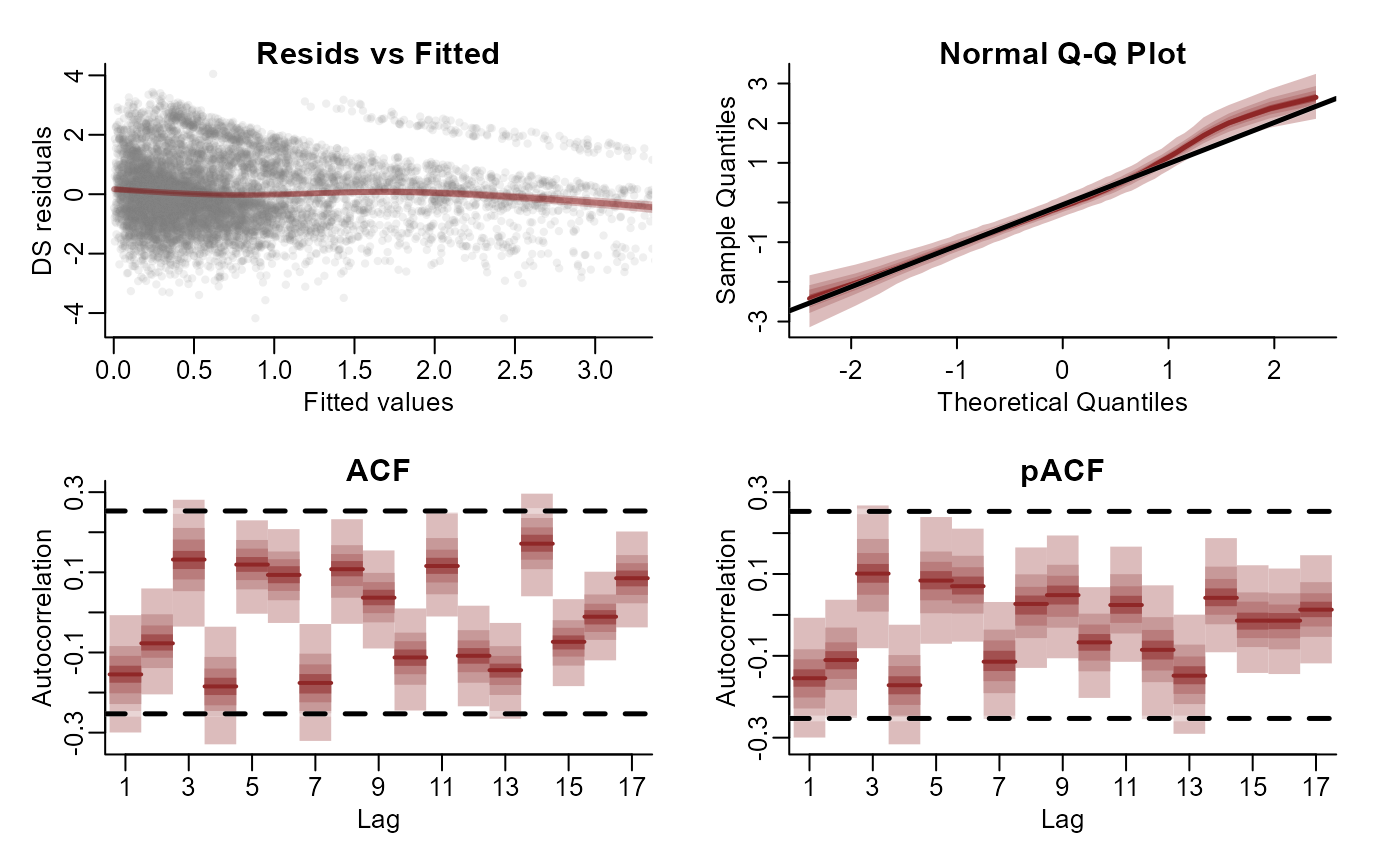 Resids vs Fitted
DS residuals
4
2
0
-2
-4
0.0 0.5 1.0 1.5 2.0 2.5 3.0
Fitted values
Normal Q-Q Plot
Sample Quantiles
3
2
1
-1
-3
-2 -1 0 1 2
Theoretical Quantiles
ACF
Autocorrelation
0.3
0.1
-0.1
-0.3
1 3 5 7 9 11 13 15 17
Lag
pACF
Autocorrelation
0.3
0.1
-0.1
-0.3
1 3 5 7 9 11 13 15 17
Lag